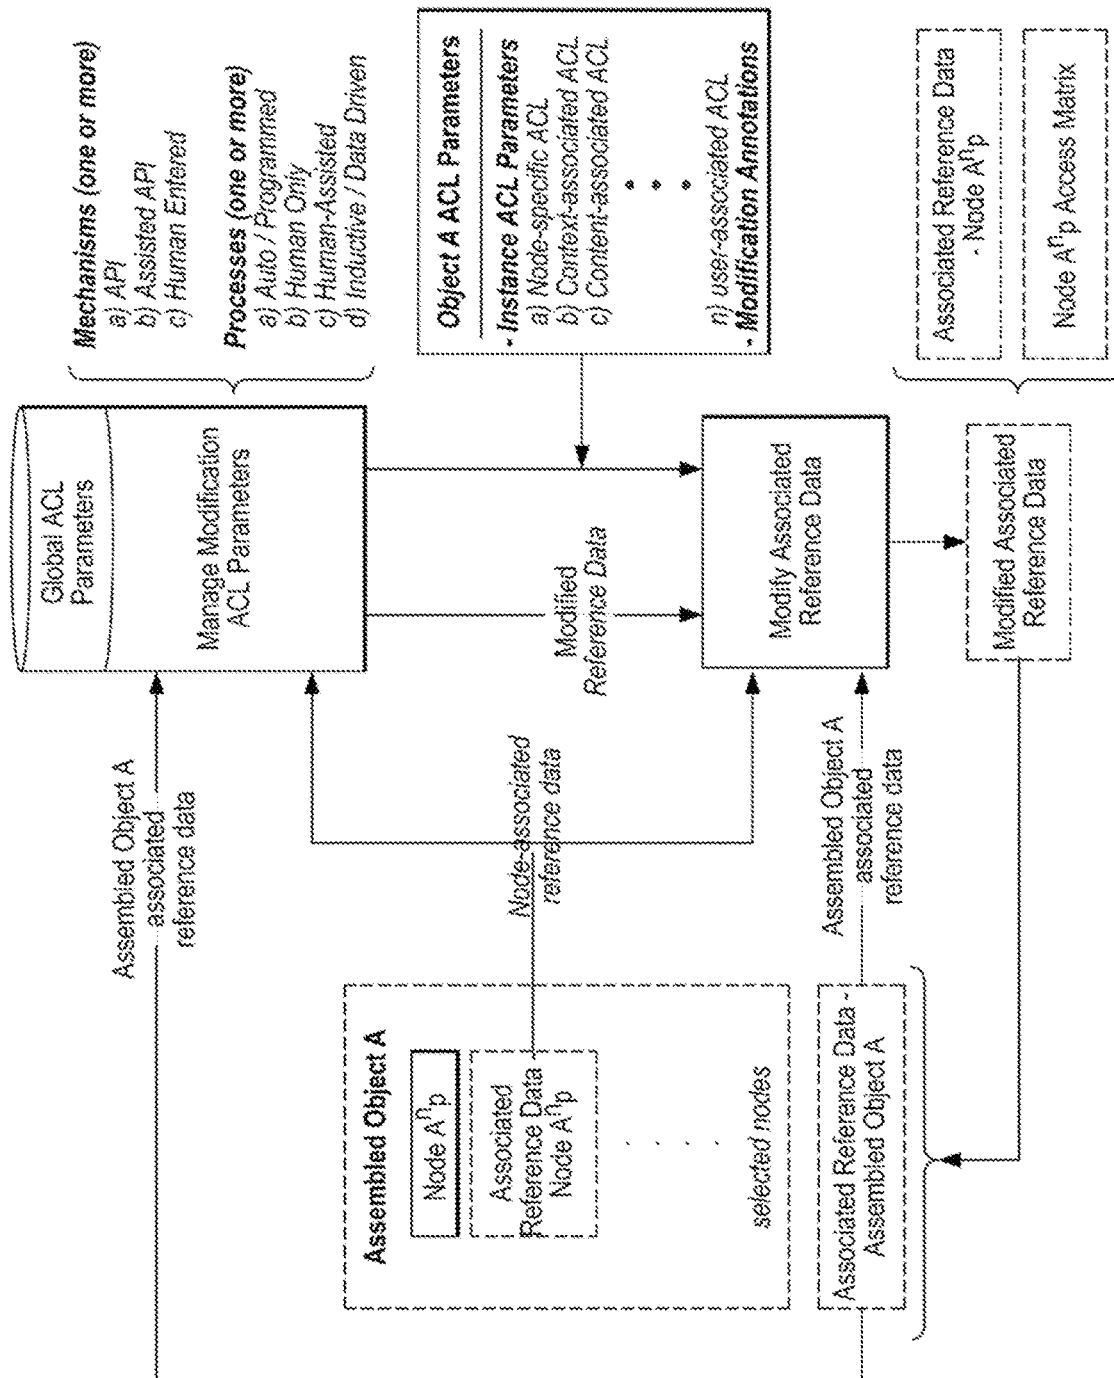 Assembled Object A
associated
reference data
Global ACL
Parameters
Manage Modification
ACL Parameters
Mechanisms (one or more)
a) API
b) Assisted API
c) Human Entered
Processes (one or more)
a) Auto / Programmed
b) Human Only
c) Human-Assisted
d) Inductive / Data Driven
Assembled Object A
Node Aⁿp
Associated
Reference Data
Node Aⁿp
selected nodes
Node-associated
reference data
Modified
Reference Data
Object A ACL Parameters
- Instance ACL Parameters
a) Node-specific ACL
b) Context-associated ACL
c) Content-associated ACL
n) user-associated ACL
- Modification Annotations
Associated Reference Data -
Assembled Object A
Assembled Object A
associated
reference data
Modify Associated
Reference Data
Modified Associated
Reference Data
Associated Reference Data
- Node Aⁿp
Node Aⁿp Access Matrix